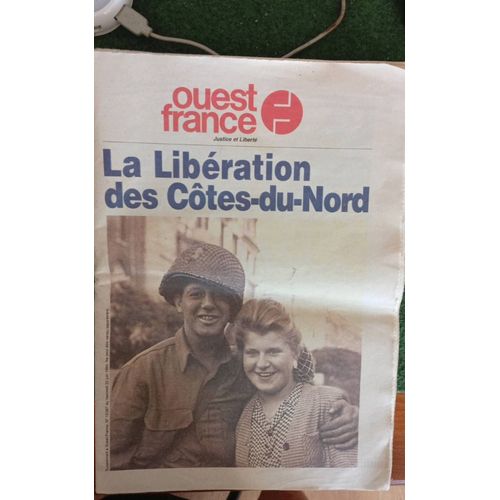 ouest
france
Justice et Liberté
La Libération
des Côtes-du-Nord